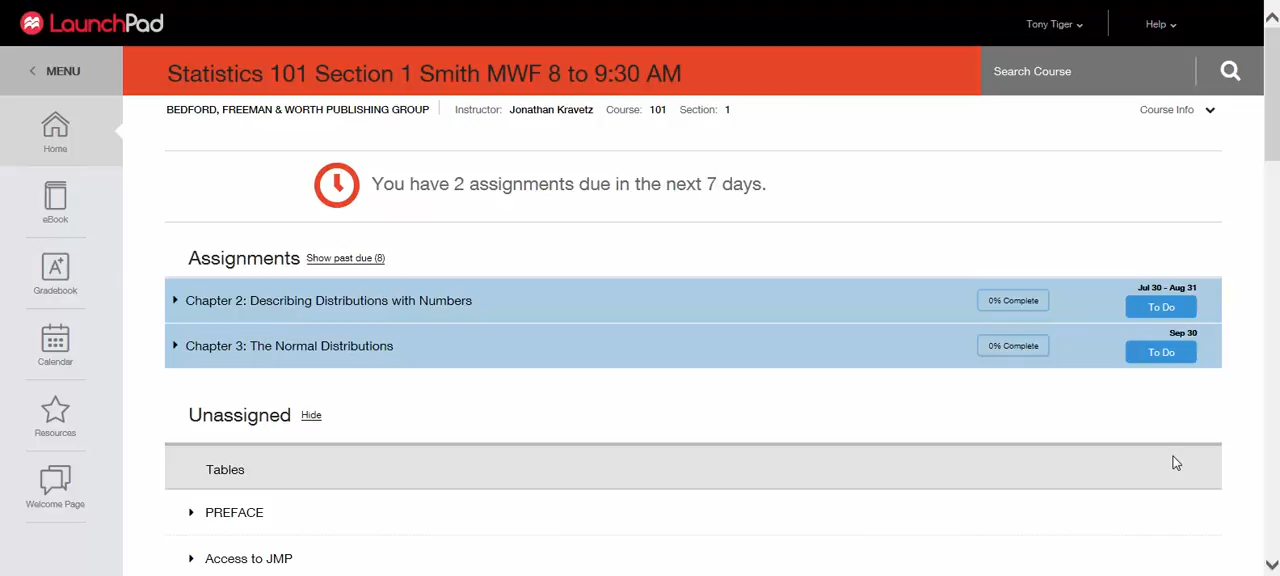 LaunchPad
Tony Tiger
Help
MENU
Statistics 101 Section 1 Smith MWF 8 to 9:30 AM
Search Course
BEDFORD, FREEMAN & WORTH PUBLISHING GROUP
Instructor: Jonathan Kravetz
Course: 101
Section: 1
Course Info
Home
eBook
A+
Gradebook
Calendar
Resources
Welcome Page
You have 2 assignments due in the next 7 days.
Assignments Show past due (8)
Chapter 2: Describing Distributions with Numbers
0% Complete
Jul 30 - Aug 31
To Do
Chapter 3: The Normal Distributions
0% Complete
Sep 30
To Do
Unassigned Hide
Tables
PREFACE
Access to JMP